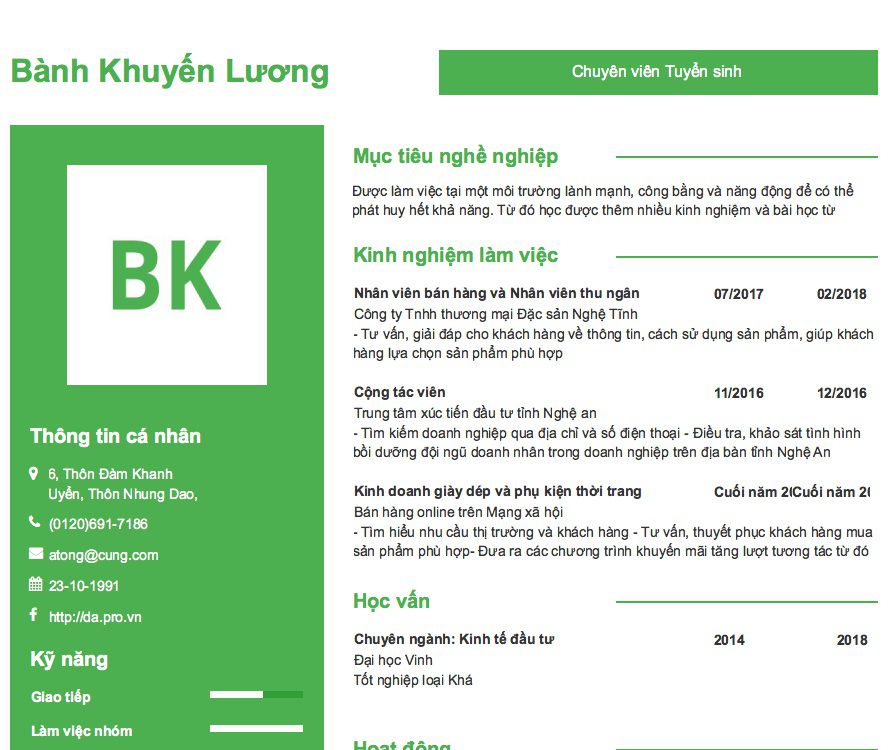 Bành Khuyến Lương
Chuyên viên Tuyển sinh
BK
Thông tin cá nhân
6, Thôn Đàm Khanh
Uyển, Thôn Nhung Dao,
(0120)691-7186
atong@cung.com
23-10-1991
http://da.pro.vn
Kỹ năng
Giao tiếp
Làm việc nhóm
Mục tiêu nghề nghiệp
Được làm việc tại một môi trường lành mạnh, công bằng và năng động để có thể
phát huy hết khả năng. Từ đó học được thêm nhiều kinh nghiệm và bài học từ
Kinh nghiệm làm việc
Nhân viên bán hàng và Nhân viên thu ngân 07/2017 02/2018
Công ty Tnhh thương mại Đặc sản Nghệ Tĩnh
- Tư vấn, giải đáp cho khách hàng về thông tin, cách sử dụng sản phẩm, giúp khách
hàng lựa chọn sản phẩm phù hợp
Cộng tác viên 11/2016 12/2016
Trung tâm xúc tiến đầu tư tỉnh Nghệ an
- Tìm kiếm doanh nghiệp qua địa chỉ và số điện thoại - Điều tra, khảo sát tình hình
bồi dưỡng đội ngũ doanh nhân trong doanh nghiệp trên địa bàn tỉnh Nghệ An
Kinh doanh giày dép và phụ kiện thời trang Cuối năm Cuối năm
Bán hàng online trên Mạng xã hội
- Tìm hiểu nhu cầu thị trường và khách hàng - Tư vấn, thuyết phục khách hàng mua
sản phẩm phù hợp- Đưa ra các chương trình khuyến mãi tăng lượt tương tác từ đó
Học vấn
Chuyên ngành: Kinh tế đầu tư 2014 2018
Đại học Vinh
Tốt nghiệp loại Khá
Hoạt động